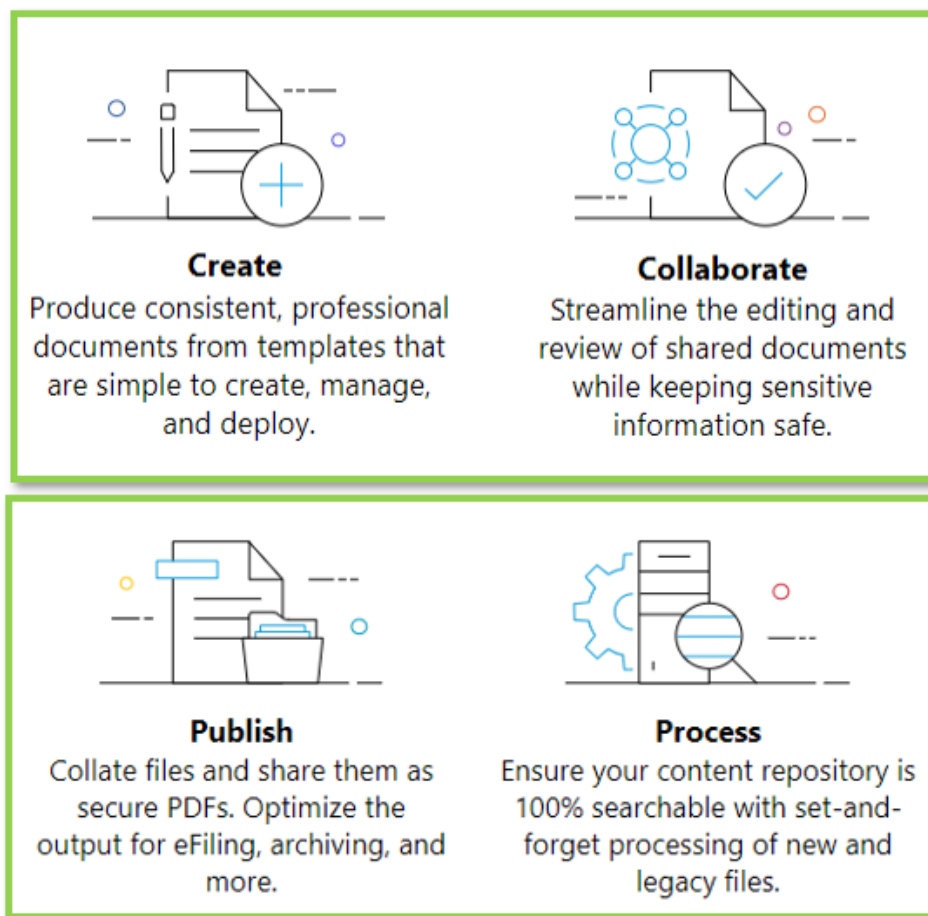 Create
Produce consistent, professional
documents from templates that
are simple to create, manage,
and deploy.
Collaborate
Streamline the editing and
review of shared documents
while keeping sensitive
information safe.
Publish
Collate files and share them as
secure PDFs. Optimize the
output for eFiling, archiving, and
more.
Process
Ensure your content repository is
100% searchable with set-and-
forget processing of new and
legacy files.